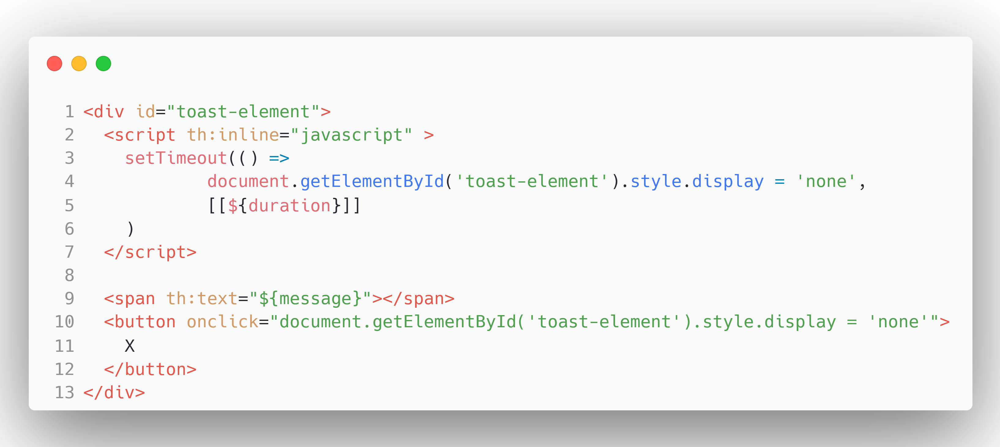 1 <div id="toast-element">
2   <script th:inline="javascript" >
3     setTimeout(() =>
4             document.getElementById('toast-element').style.display = 'none',
5             [[${duration}]]
6     )
7   </script>
8
9   <span th:text="${message}"></span>
10   <button onclick="document.getElementById('toast-element').style.display = 'none'">
11     X
12   </button>
13 </div>